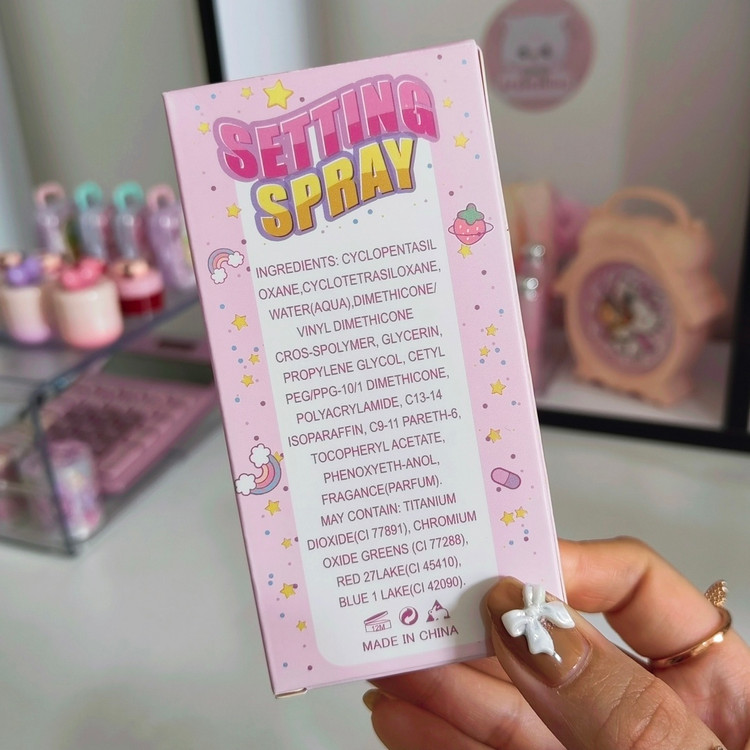 SETTING
SPRAY
INGREDIENTS: CYCLOPENTASIL
OXANE,CYCLOTETRASILOXANE,
WATER(AQUA),DIMETHICONE/
VINYL DIMETHICONE
CROS-SPOLYMER, GLYCERIN,
PROPYLENE GLYCOL, CETYL
PEG/PPG-10/1 DIMETHICONE,
POLYACRYLAMIDE, C13-14
ISOPARAFFIN, C9-11 PARETH-6,
TOCOPHERYL ACETATE,
PHENOXYETH-ANOL,
FRAGANCE(PARFUM).
MAY CONTAIN: TITANIUM
DIOXIDE(CI 77891), CHROMIUM
OXIDE GREENS (CI 77288),
RED 27LAKE(CI 45410),
BLUE 1 LAKE(CI 42090).
12M
MADE IN CHINA